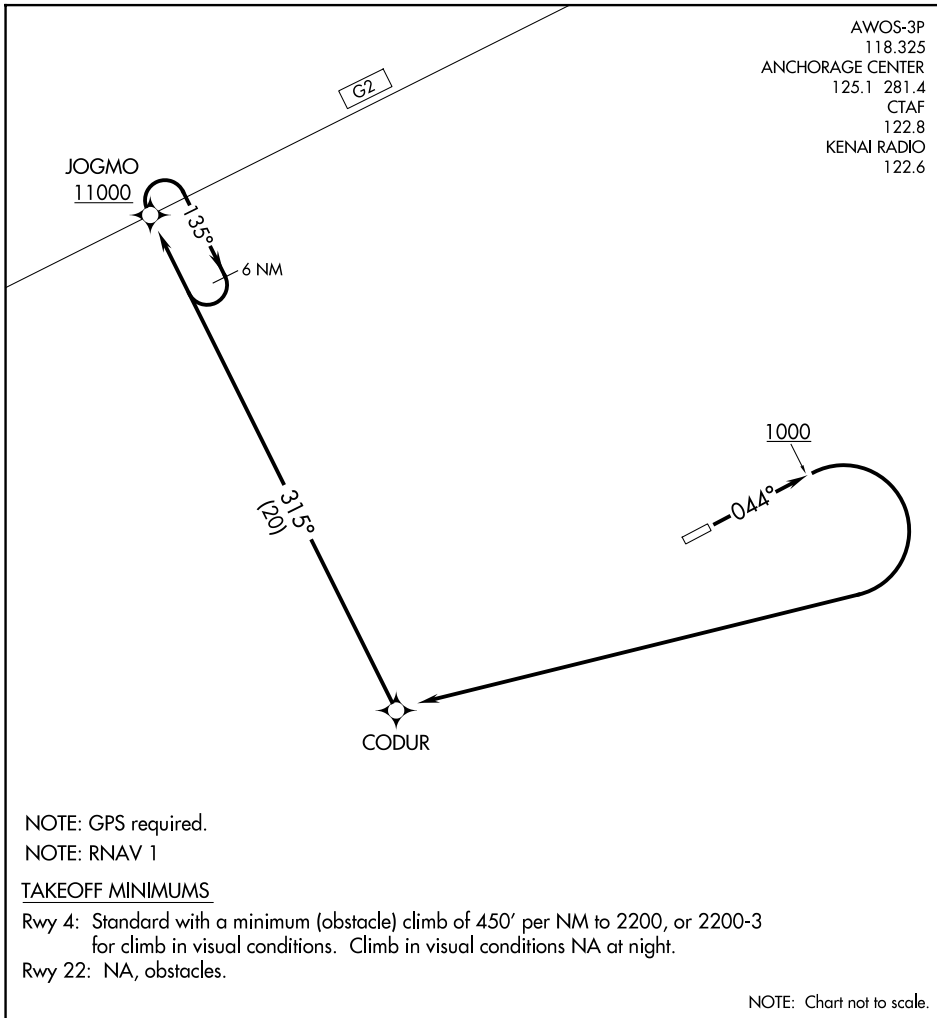 AWOS-3P
118.325
ANCHORAGE CENTER
125.1 281.4
CTAF
122.8
KENAI RADIO
122.6
G2
JOGMO
11000
135°
6 NM
1000
044°
315°
(20)
CODUR
NOTE: GPS required.
NOTE: RNAV 1
TAKEOFF MINIMUMS
Rwy 4: Standard with a minimum (obstacle) climb of 450' per NM to 2200, or 2200-3
for climb in visual conditions. Climb in visual conditions NA at night.
Rwy 22: NA, obstacles.
NOTE: Chart not to scale.